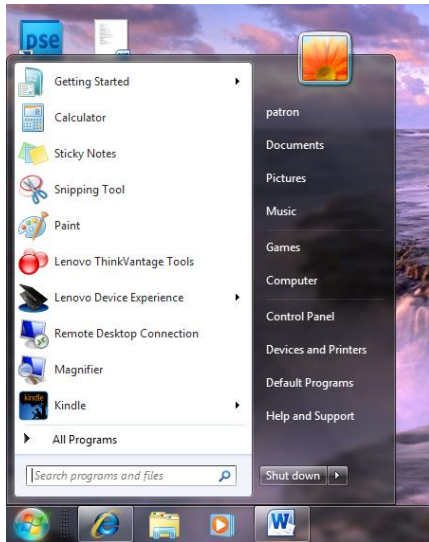 pse
Getting Started
Calculator
Sticky Notes
Snipping Tool
Paint
Lenovo ThinkVantage Tools
Lenovo Device Experience
Remote Desktop Connection
Magnifier
kindle
Kindle
All Programs
Search programs and files
patron
Documents
Pictures
Music
Games
Computer
Control Panel
Devices and Printers
Default Programs
Help and Support
Shut down
W